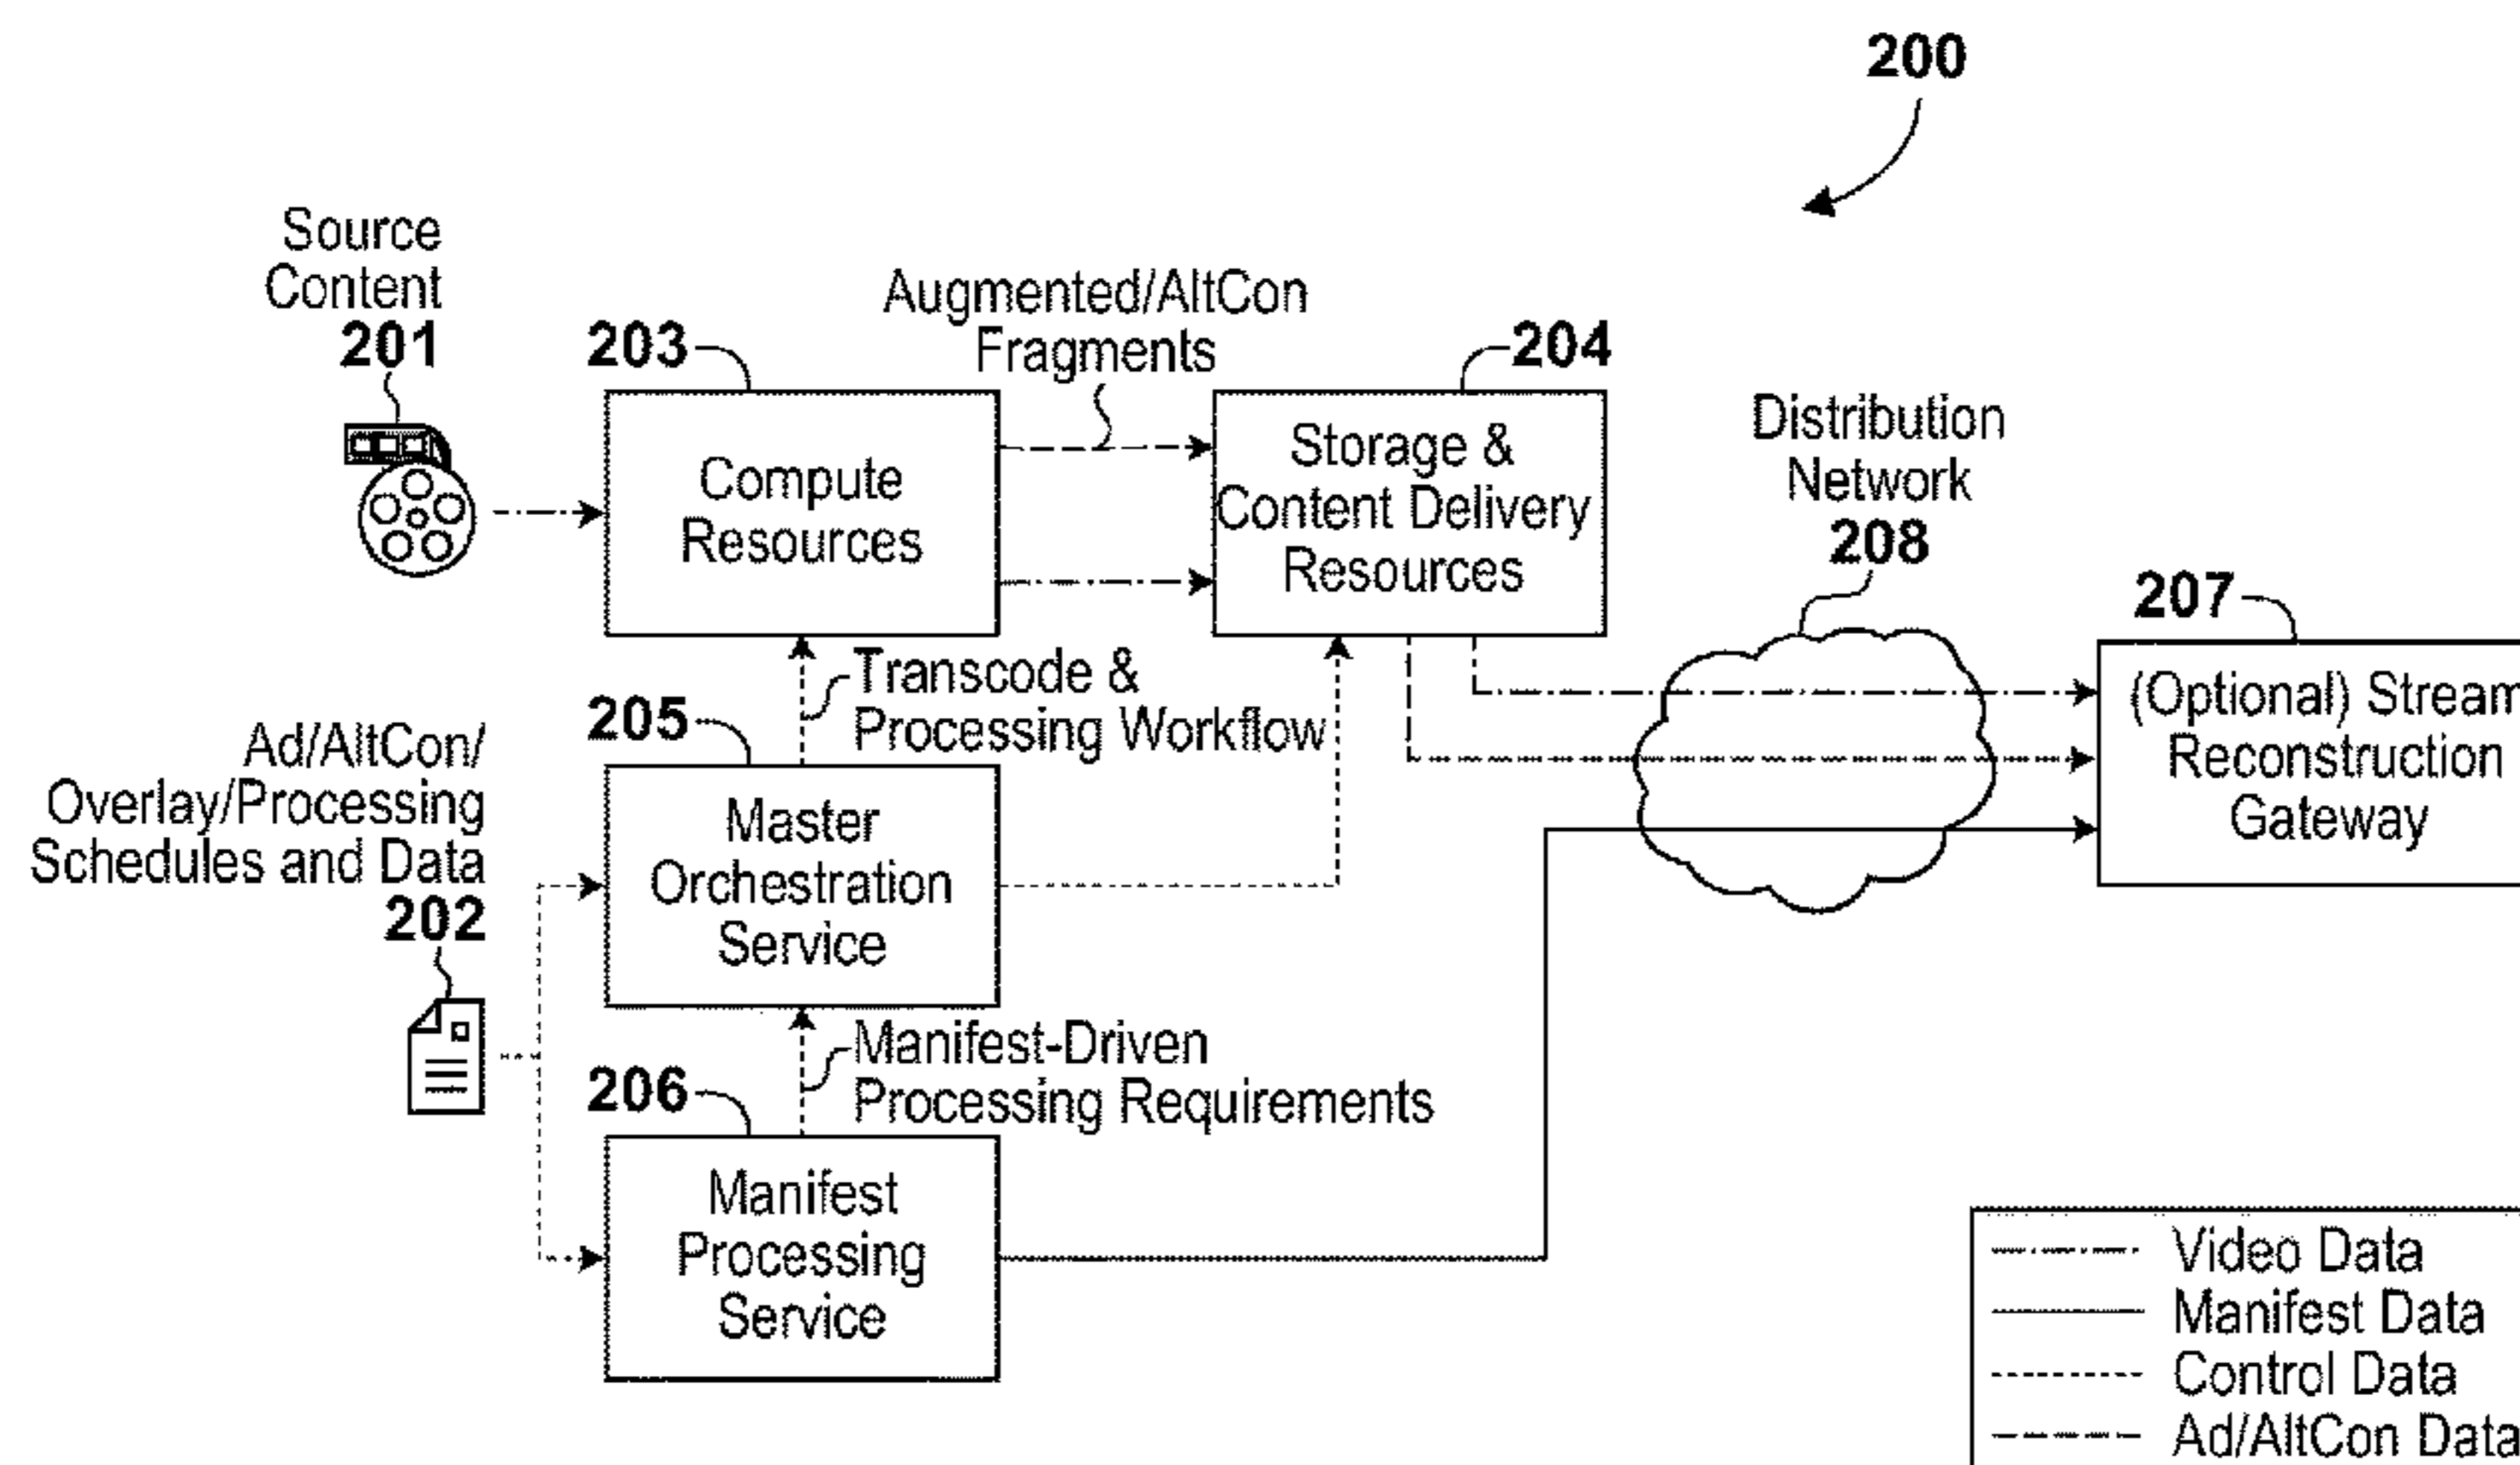 200
Source
Content
201
203
Augmented/AltCon
Fragments
204
Compute
Resources
Storage &
Content Delivery
Resources
Distribution
Network
208
207
(Optional) Stream
Reconstruction
Gateway
Transcode &
Processing Workflow
205
Ad/AltCon/
Overlay/Processing
Schedules and Data
202
Master
Orchestration
Service
Manifest-Driven
Processing Requirements
206
Manifest
Processing
Service
Video Data
Manifest Data
Control Data
Ad/AltCon Data